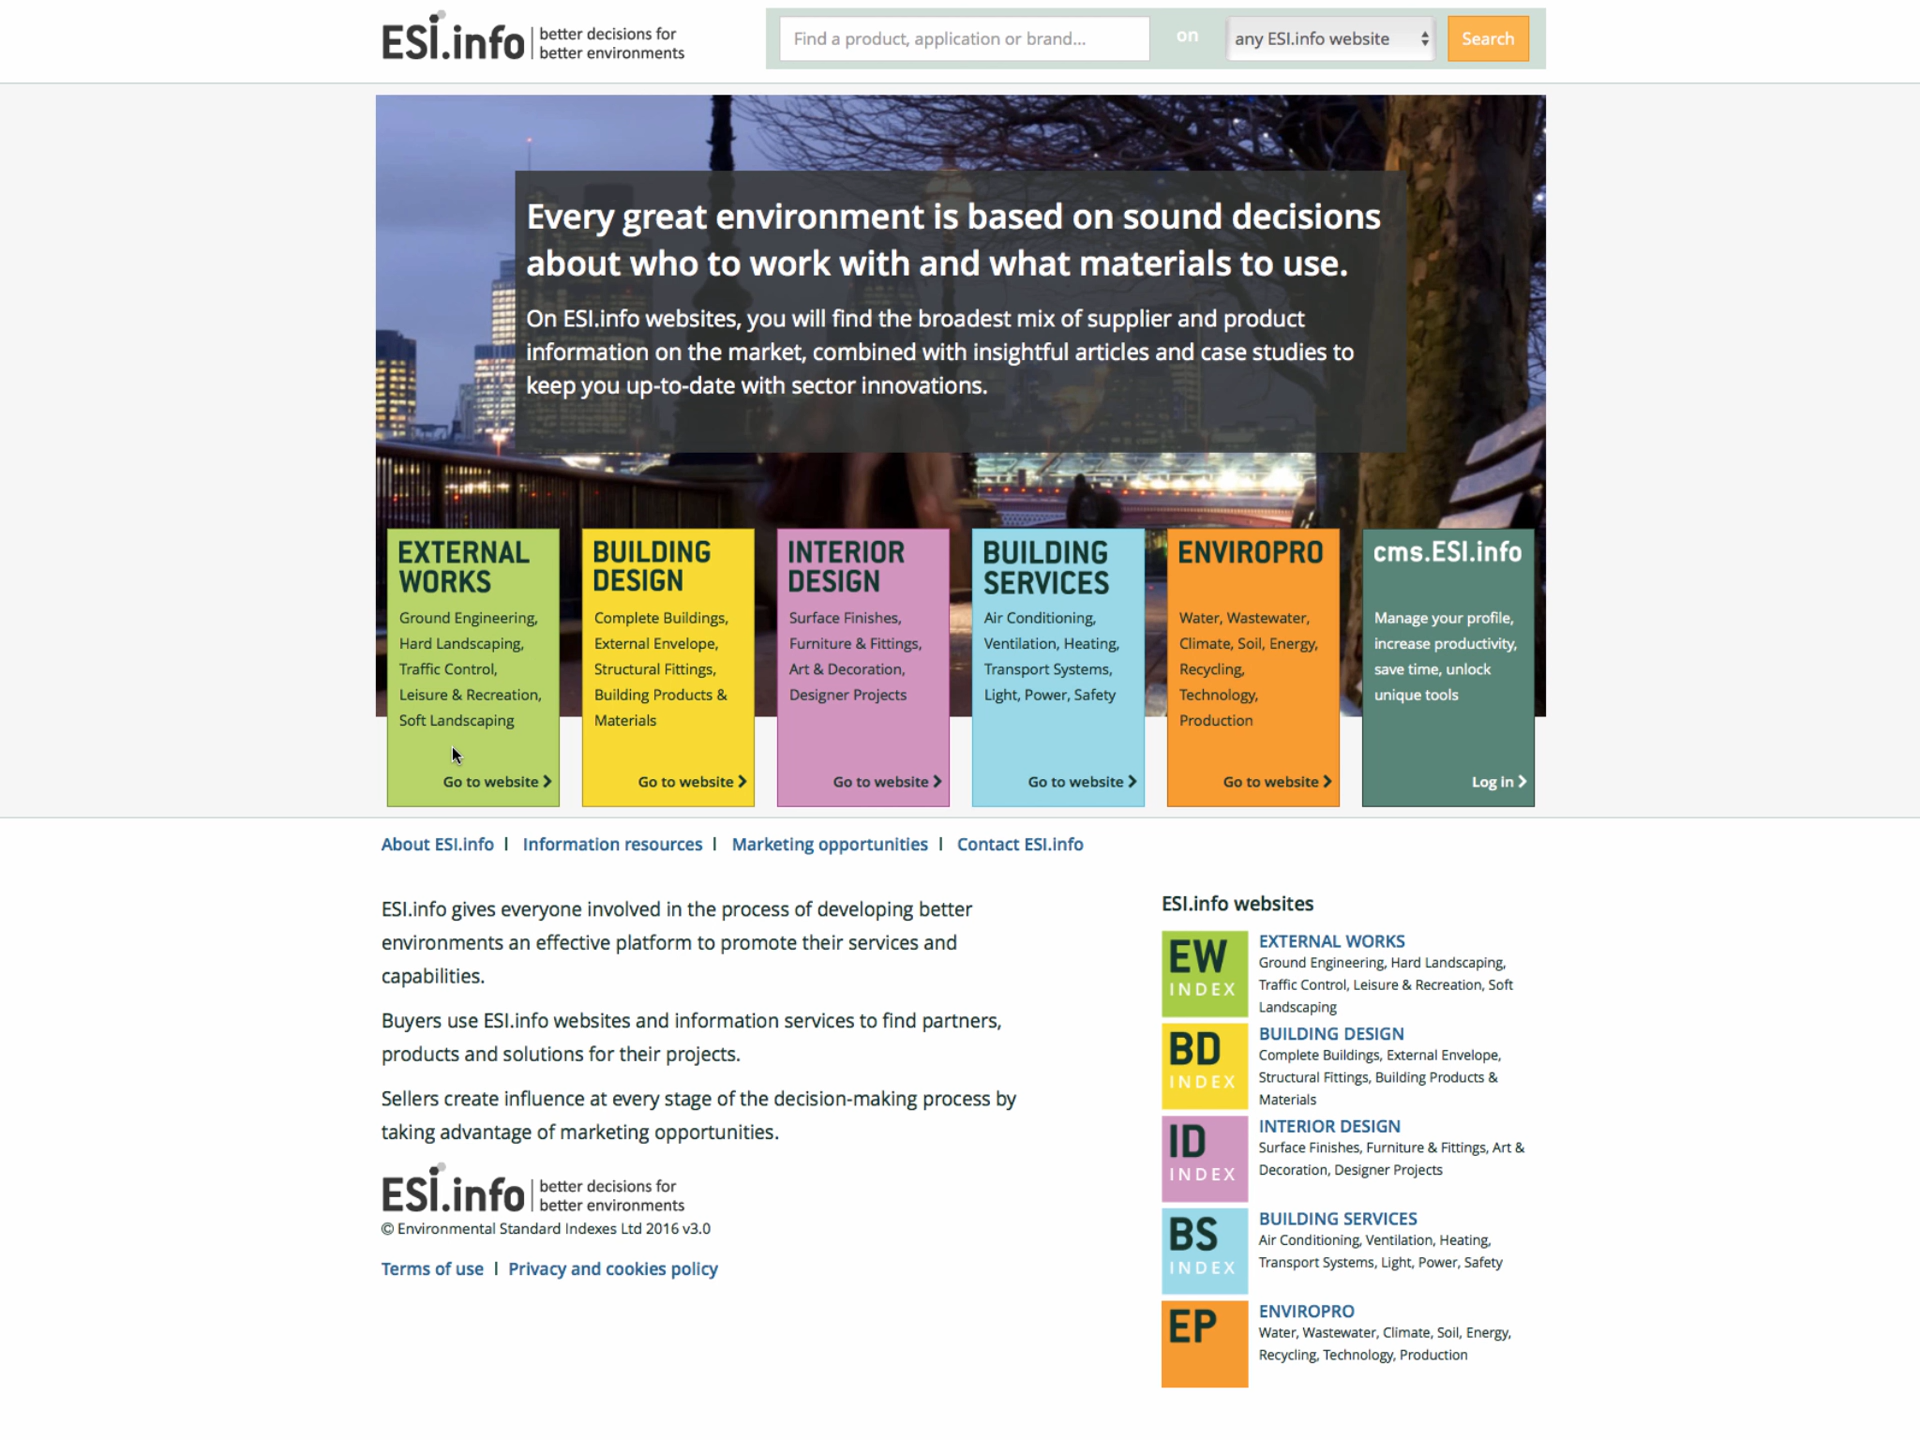 ESI.info
better decisions for
better environments
Find a product, application or brand...
on
any ESI.info website
Search
Every great environment is based on sound decisions
about who to work with and what materials to use.
On ESI.info websites, you will find the broadest mix of supplier and product
information on the market, combined with insightful articles and case studies to
keep you up-to-date with sector innovations.
EXTERNAL
WORKS
Ground Engineering,
Hard Landscaping,
Traffic Control,
Leisure & Recreation,
Soft Landscaping
Go to website
BUILDING
DESIGN
Complete Buildings,
External Envelope,
Structural Fittings,
Building Products &
Materials
Go to website
INTERIOR
DESIGN
Surface Finishes,
Furniture & Fittings,
Art & Decoration,
Designer Projects
Go to website
BUILDING
SERVICES
Air Conditioning,
Ventilation, Heating,
Transport Systems,
Light, Power, Safety
Go to website
ENVIROPRO
Water, Wastewater,
Climate, Soil, Energy,
Recycling,
Technology,
Production
Go to website
cms.ESI.info
Manage your profile,
increase productivity,
save time, unlock
unique tools
Log in
About ESI.info | Information resources | Marketing opportunities | Contact ESI.info
ESI.info gives everyone involved in the process of developing better
environments an effective platform to promote their services and
capabilities.
Buyers use ESI.info websites and information services to find partners,
products and solutions for their projects.
Sellers create influence at every stage of the decision-making process by
taking advantage of marketing opportunities.
ESI.info
better decisions for
better environments
© Environmental Standard Indexes Ltd 2016 v3.0
Terms of use | Privacy and cookies policy
ESI.info websites
EW
INDEX
EXTERNAL WORKS
Ground Engineering, Hard Landscaping,
Traffic Control, Leisure & Recreation, Soft
Landscaping
BD
INDEX
BUILDING DESIGN
Complete Buildings, External Envelope,
Structural Fittings, Building Products &
Materials
ID
INDEX
INTERIOR DESIGN
Surface Finishes, Furniture & Fittings, Art &
Decoration, Designer Projects
BS
INDEX
BUILDING SERVICES
Air Conditioning, Ventilation, Heating,
Transport Systems, Light, Power, Safety
EP
ENVIROPRO
Water, Wastewater, Climate, Soil, Energy,
Recycling, Technology, Production